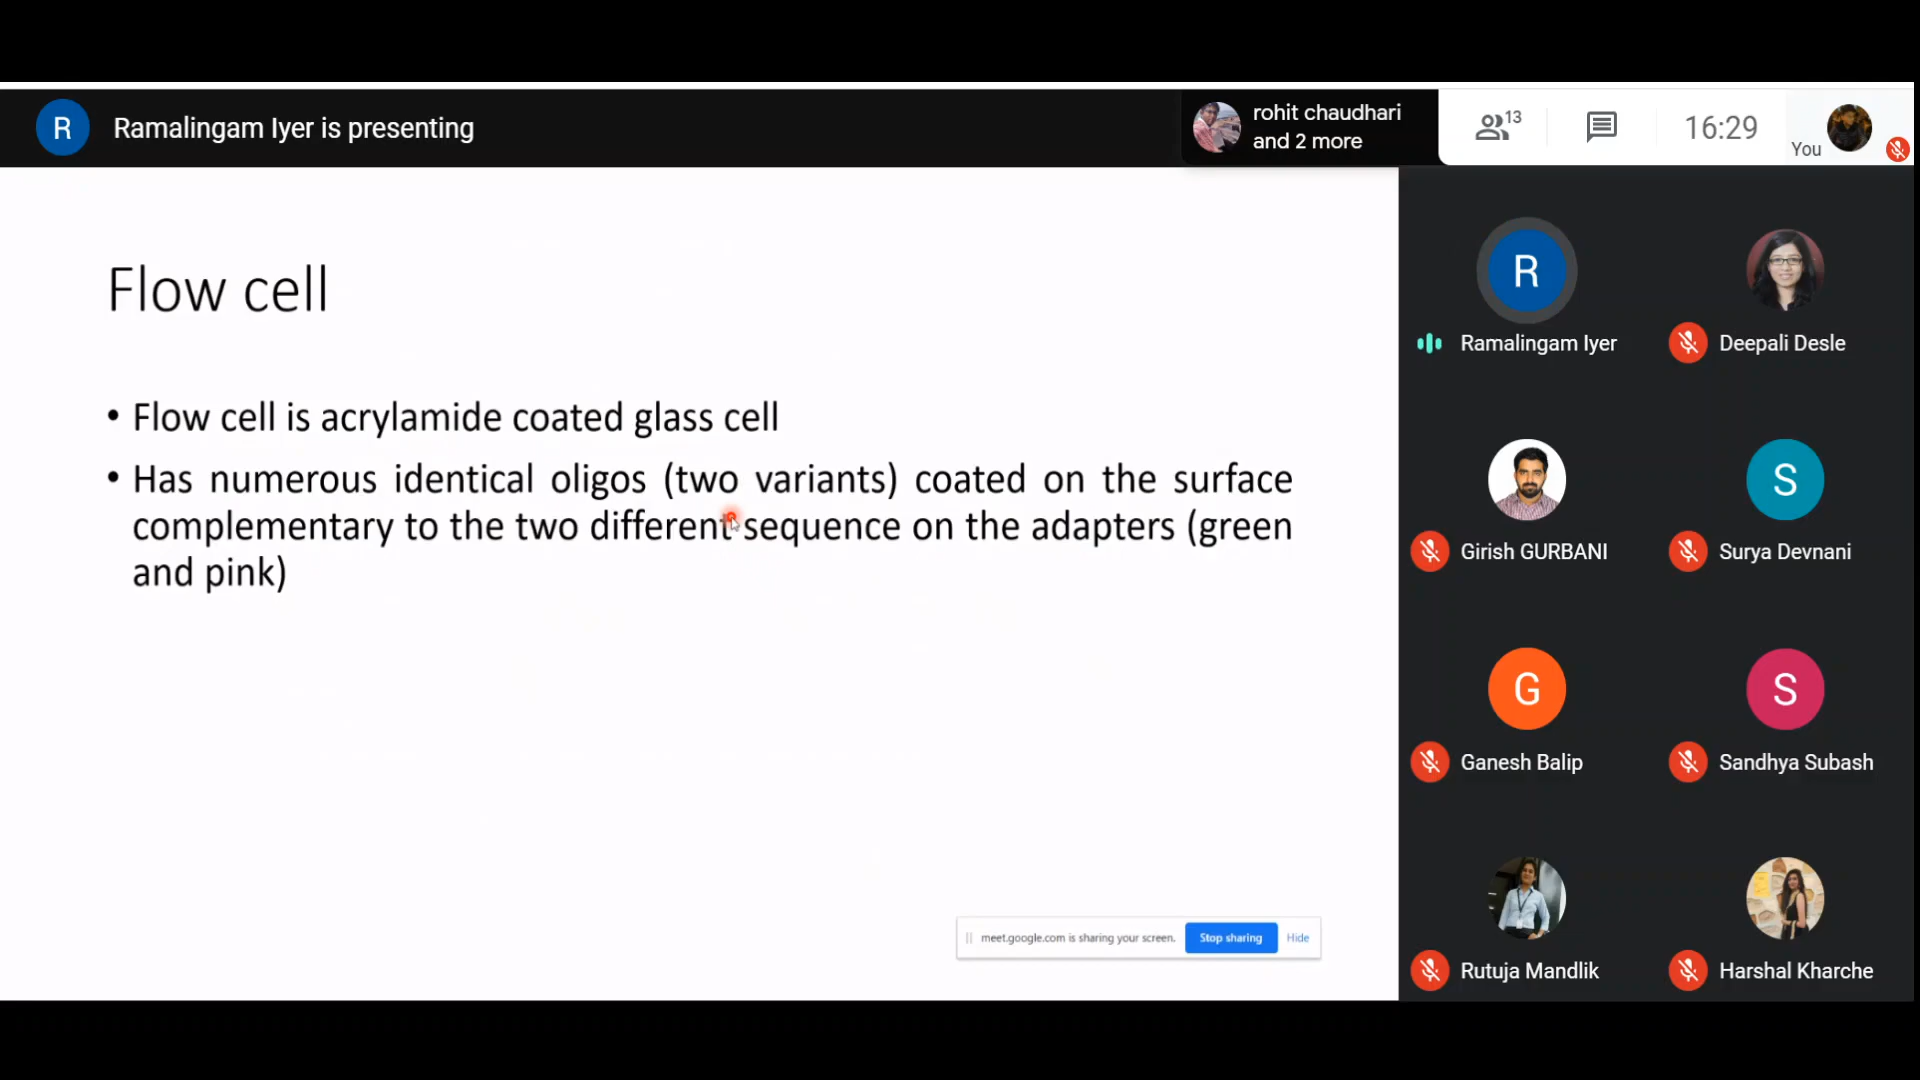 R
Ramalingam Iyer is presenting
rohit chaudhari
and 2 more
13
16:29
You
Flow cell
• Flow cell is acrylamide coated glass cell
• Has numerous identical oligos (two variants) coated on the surface
complementary to the two different sequence on the adapters (green
and pink)
meet.google.com is sharing your screen.
Stop sharing
Hide
R
Ramalingam Iyer
Deepali Desle
Girish GURBANI
S
Surya Devnani
G
Ganesh Balip
S
Sandhya Subash
Rutuja Mandlik
Harshal Kharche